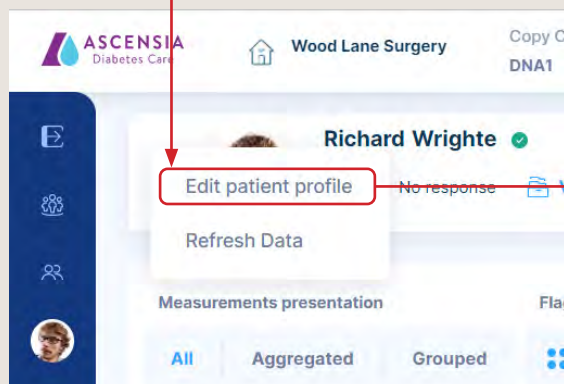 ASCENSIA
Diabetes Care
Wood Lane Surgery
Copy C
DNA1
Richard Wrighte
Edit patient profile
No response
Refresh Data
Measurements presentation
Fla
All
Aggregated
Grouped